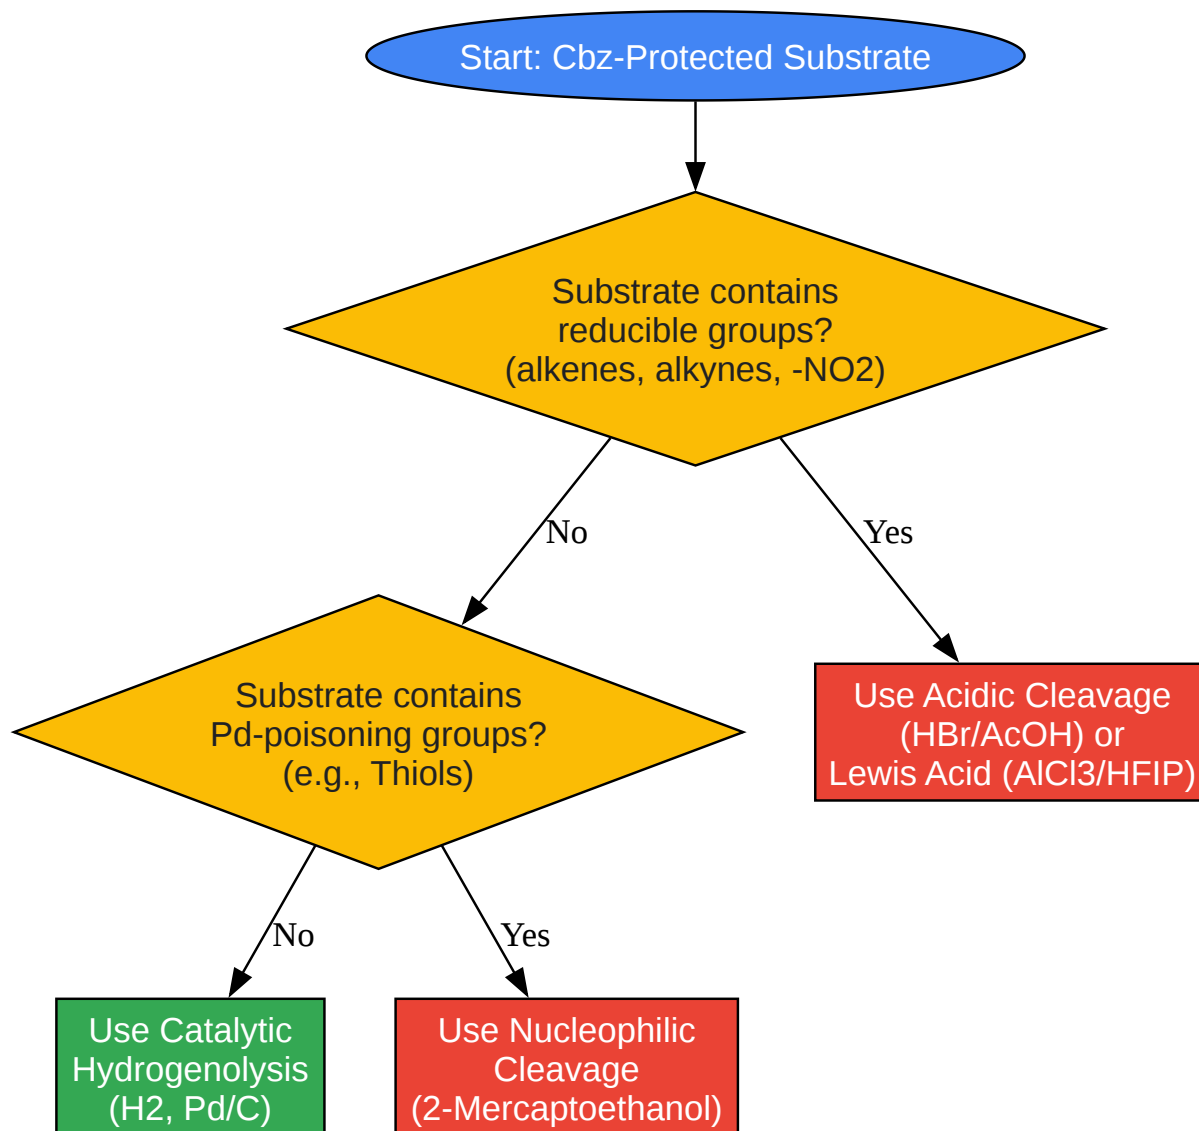 Start: Cbz-Protected Substrate
Substrate contains
reducible groups?
(alkenes, alkynes, -NO2)
No
Yes
Substrate contains
Pd-poisoning groups?
(e.g., Thiols)
Use Acidic Cleavage
(HBr/AcOH) or
Lewis Acid (AlCl3/HFIP)
No
Yes
Use Catalytic
Hydrogenolysis
(H2, Pd/C)
Use Nucleophilic
Cleavage
(2-Mercaptoethanol)